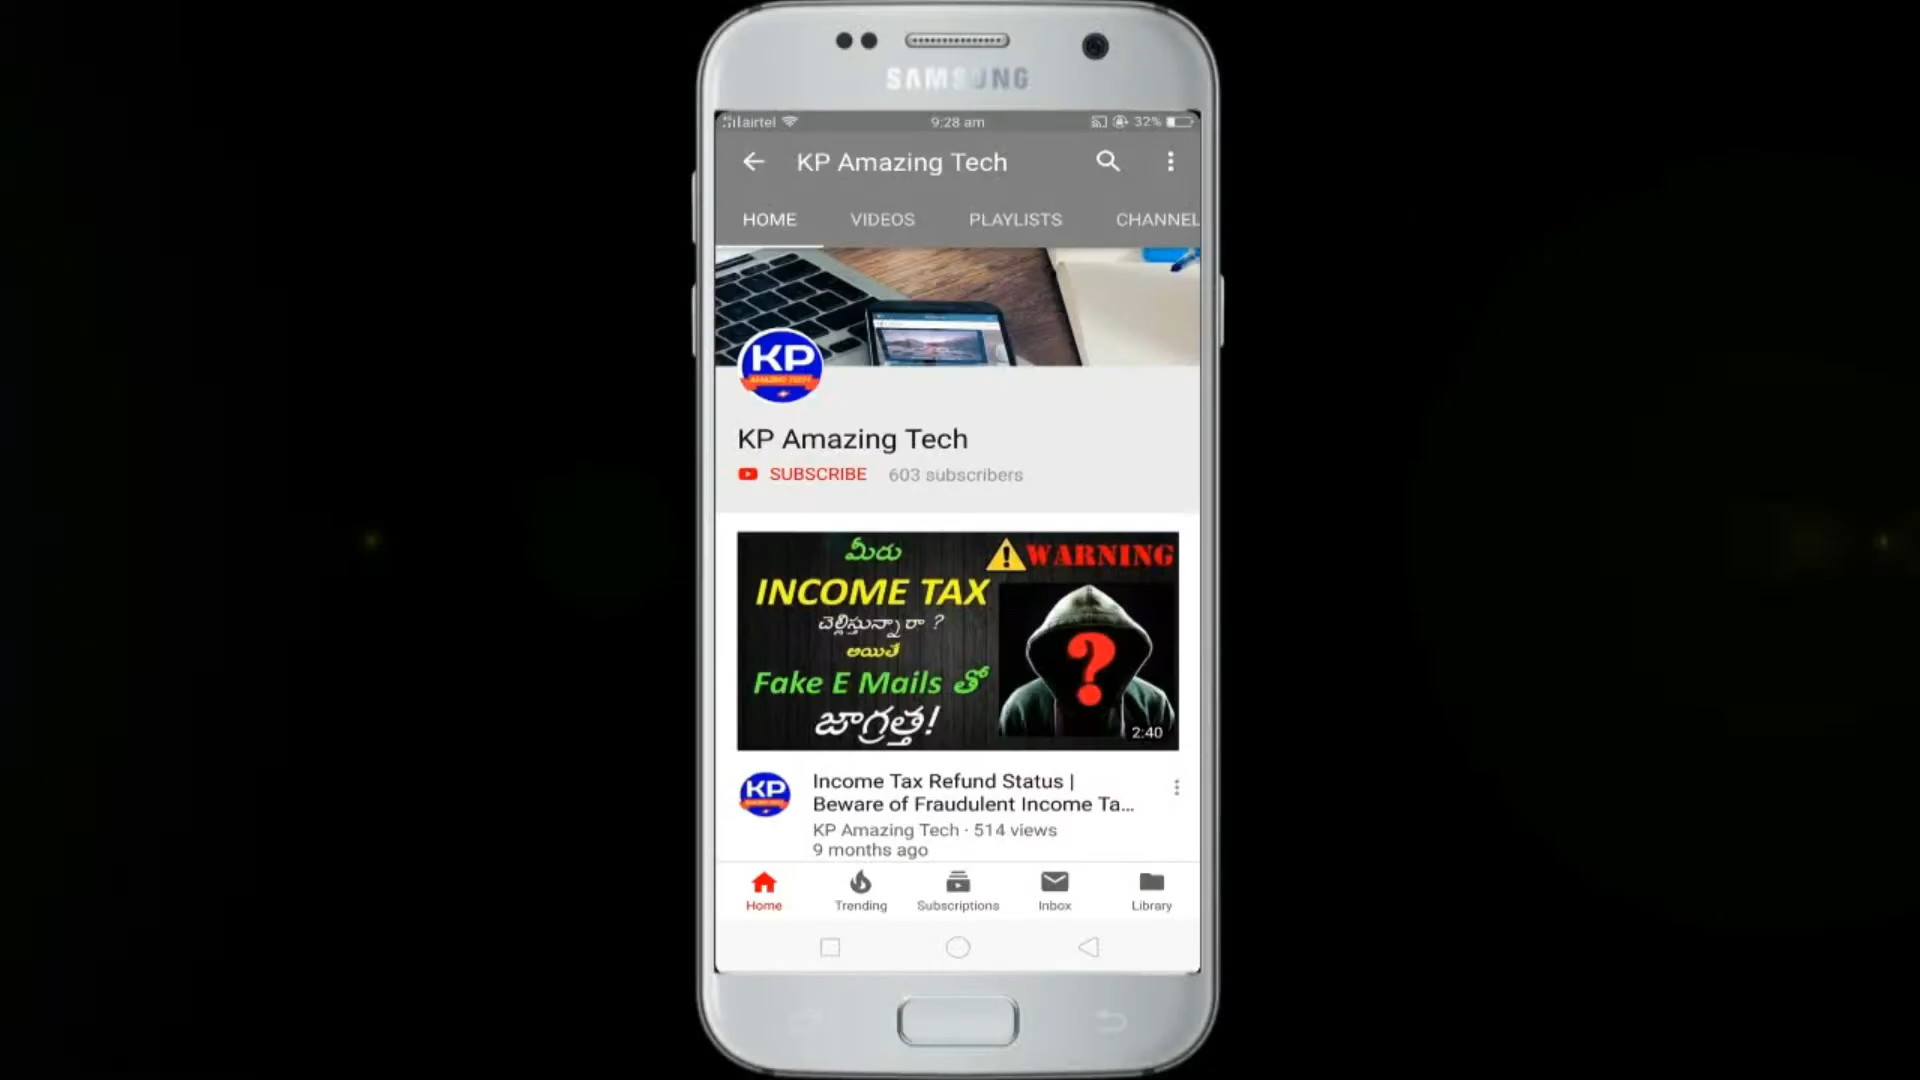 SAMSUNG
airtel 9:28 am 32%
KP Amazing Tech
HOME VIDEOS PLAYLISTS CHANNEL
KP
AMAZING TECH
KP Amazing Tech
SUBSCRIBE 603 subscribers
మీరు
WARNING
INCOME TAX
చెల్లిస్తున్నారా ?
అయితే
Fake E Mails తో
జాగ్రత్త!
?
2:40
KP
Income Tax Refund Status |
Beware of Fraudulent Income Ta...
KP Amazing Tech · 514 views
9 months ago
Home Trending Subscriptions Inbox Library